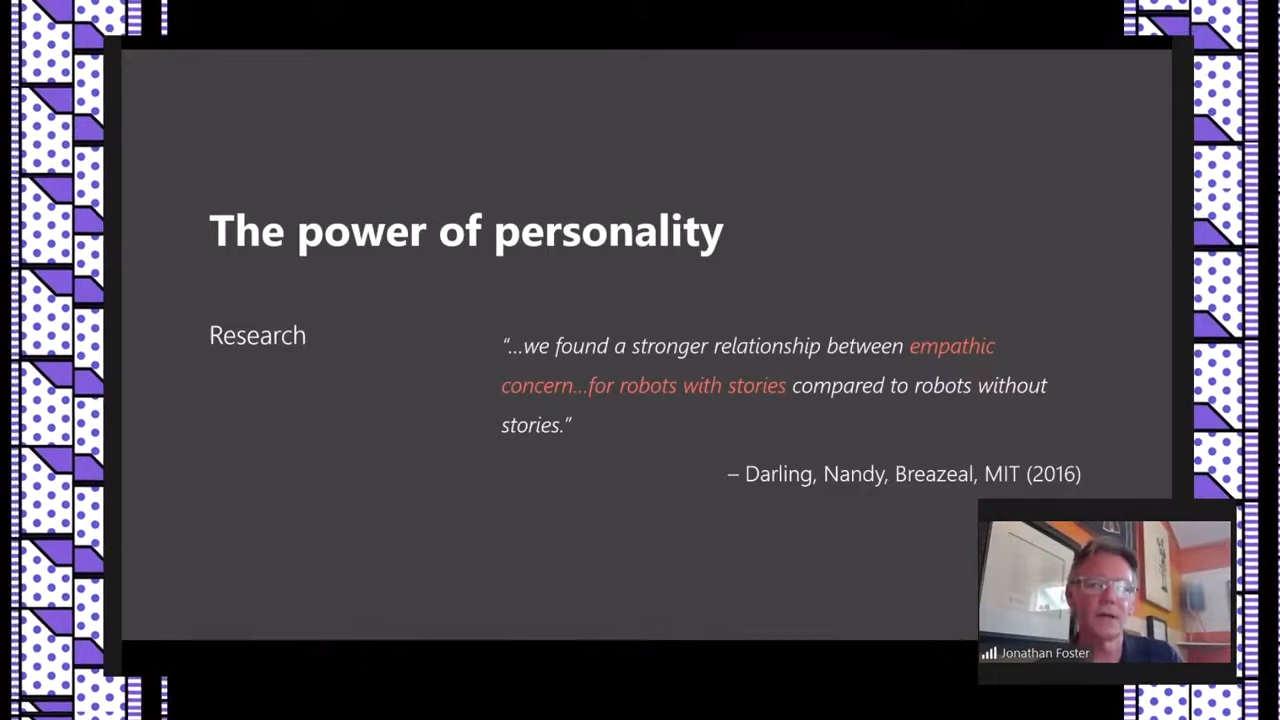 The power of personality
Research
“...we found a stronger relationship between empathic
concern...for robots with stories compared to robots without
stories.”
– Darling, Nandy, Breazeal, MIT (2016)
Jonathan Foster